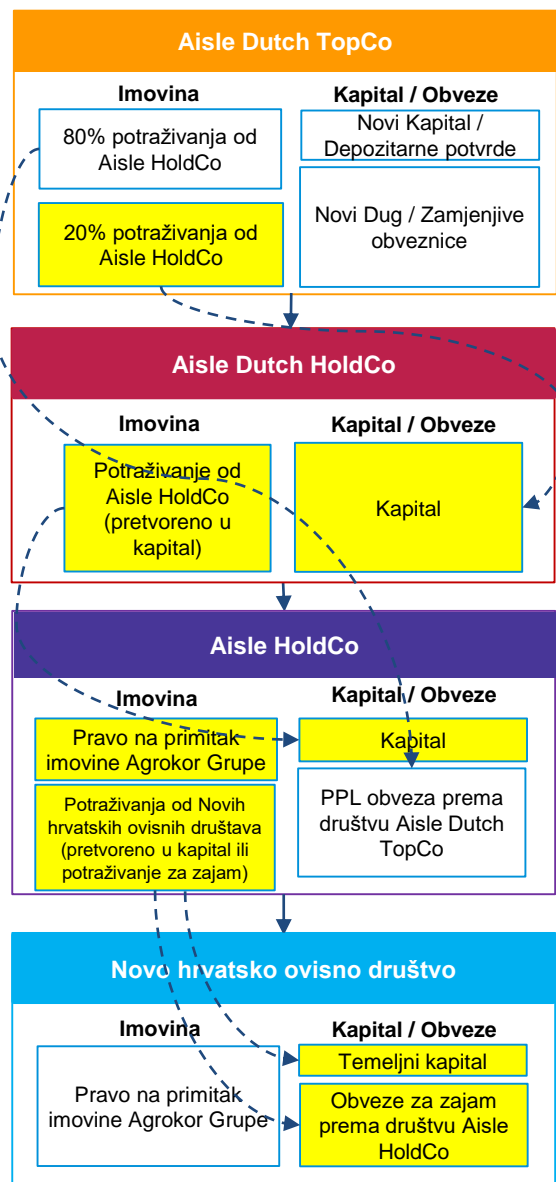 Aisle Dutch TopCo
Imovina
80% potraživanja od
Aisle HoldCo
20% potraživanja od
Aisle HoldCo
Kapital / Obveze
Novi Kapital /
Depozitarne potvrde
Novi Dug / Zamjenjive
obveznice
Aisle Dutch HoldCo
Imovina
Potraživanje od
Aisle HoldCo
(pretvoreno u
kapital)
Kapital / Obveze
Kapital
Aisle HoldCo
Imovina
Pravo na primitak
imovine Agrokor Grupe
Potraživanja od Novih
hrvatskih ovisnih društava
(pretvoreno u kapital ili
potraživanje za zajam)
Kapital / Obveze
Kapital
PPL obveza prema
društvu Aisle Dutch
TopCo
Novo hrvatsko ovisno društvo
Imovina
Pravo na primitak
imovine Agrokor Grupe
Kapital / Obveze
Temeljni kapital
Obveze za zajam
prema društvu Aisle
HoldCo